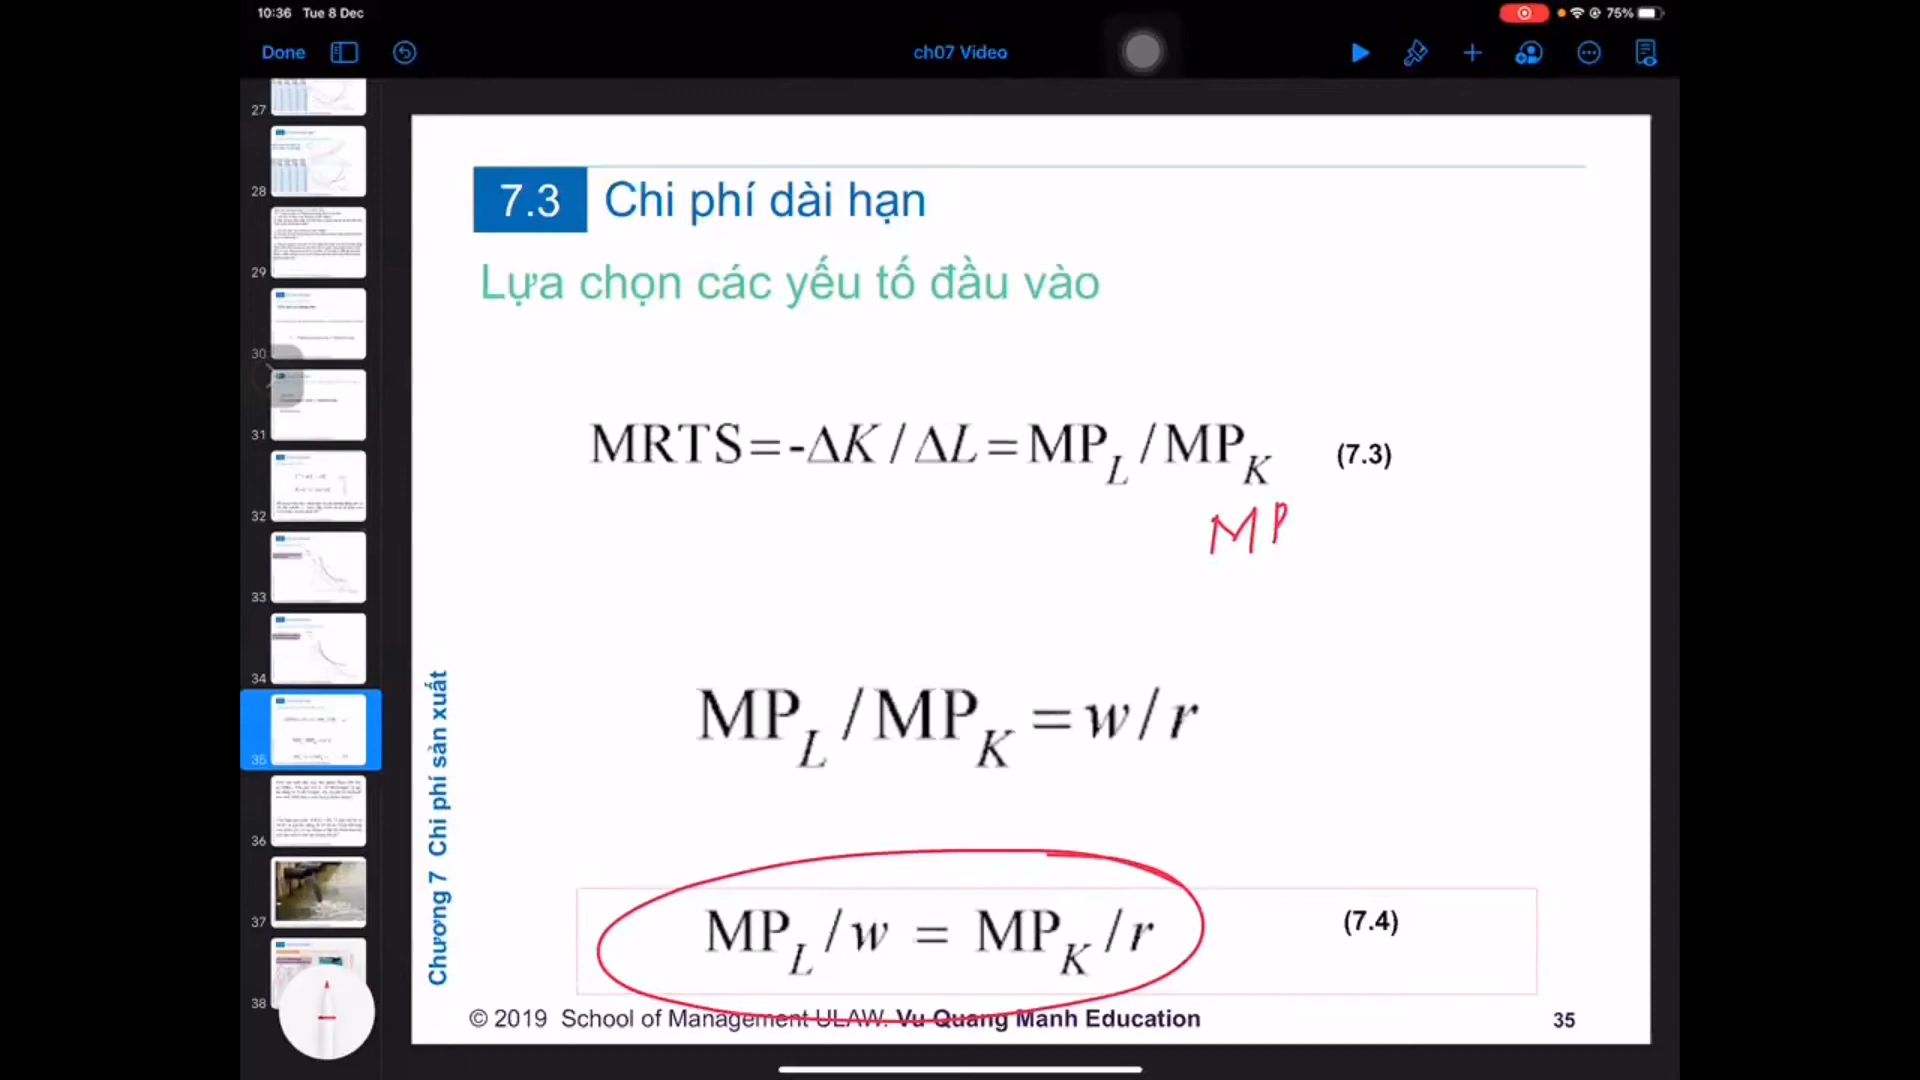 10:36 Tue 8 Dec
75%
Done
ch07 Video
27
28
29
30
31
32
33
34
35
36
37
38
7.3 Chi phí dài hạn
Lựa chọn các yếu tố đầu vào
MRTS=-ΔK/ΔL=MP_L/MP_K (7.3)
MP
MP_L/MP_K=w/r
MP_L/w = MP_K/r (7.4)
Chương 7 Chi phí sản xuất
© 2019 School of Management ULAW. Vu Quang Manh Education
35